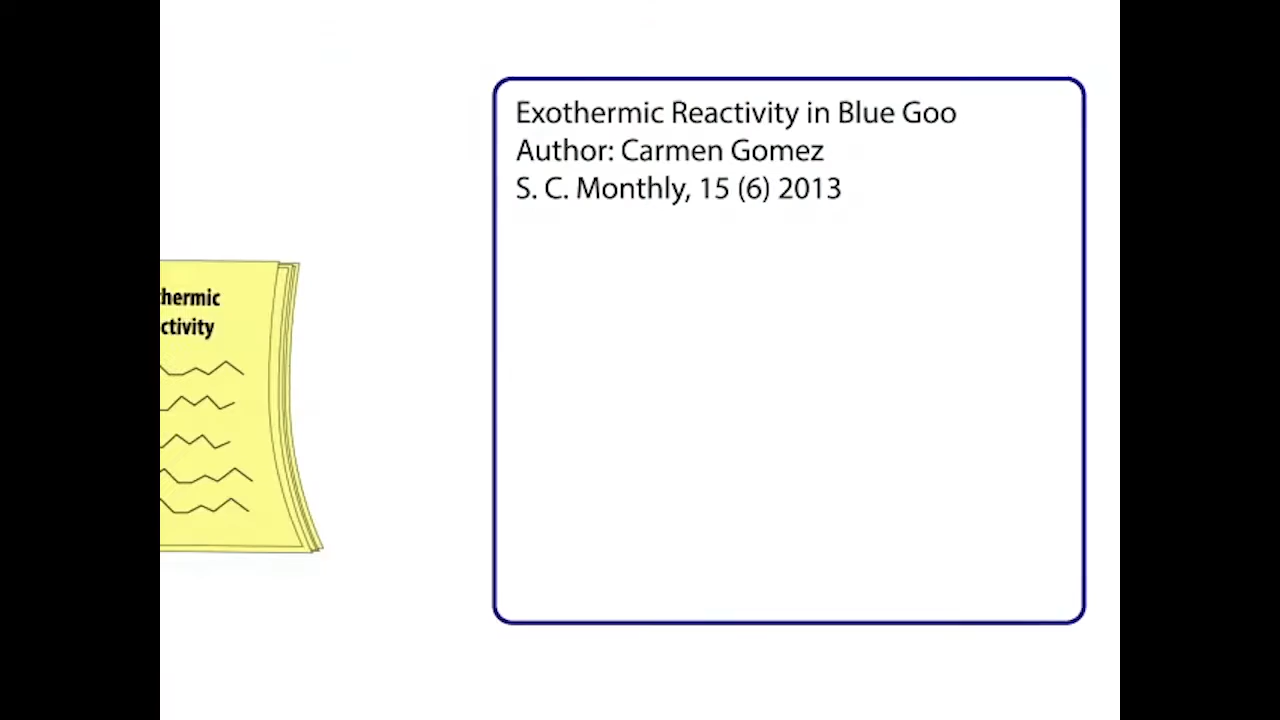 Exothermic Reactivity in Blue Goo
Author: Carmen Gomez
S. C. Monthly, 15 (6) 2013
thermic
ctivity